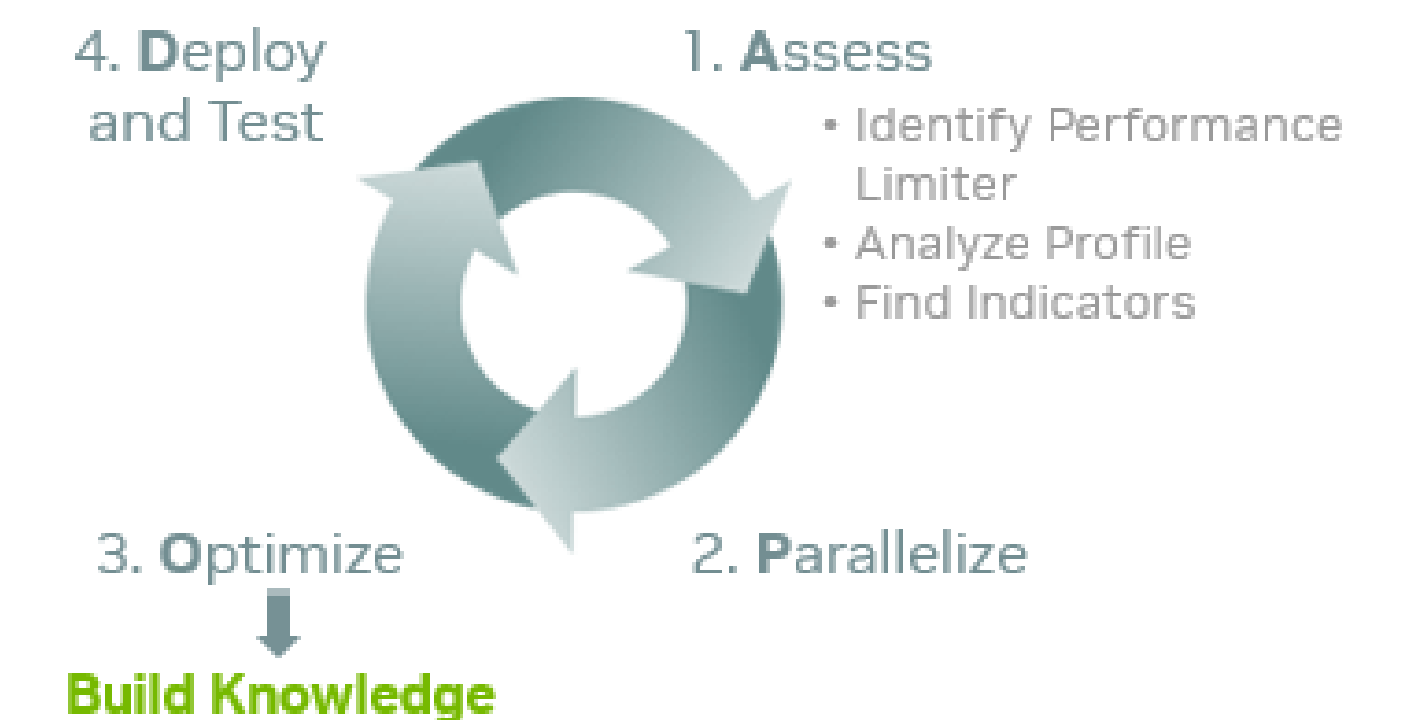 4. Deploy
and Test
1. Assess
• Identify Performance
Limiter
• Analyze Profile
• Find Indicators
3. Optimize
2. Parallelize
Build Knowledge